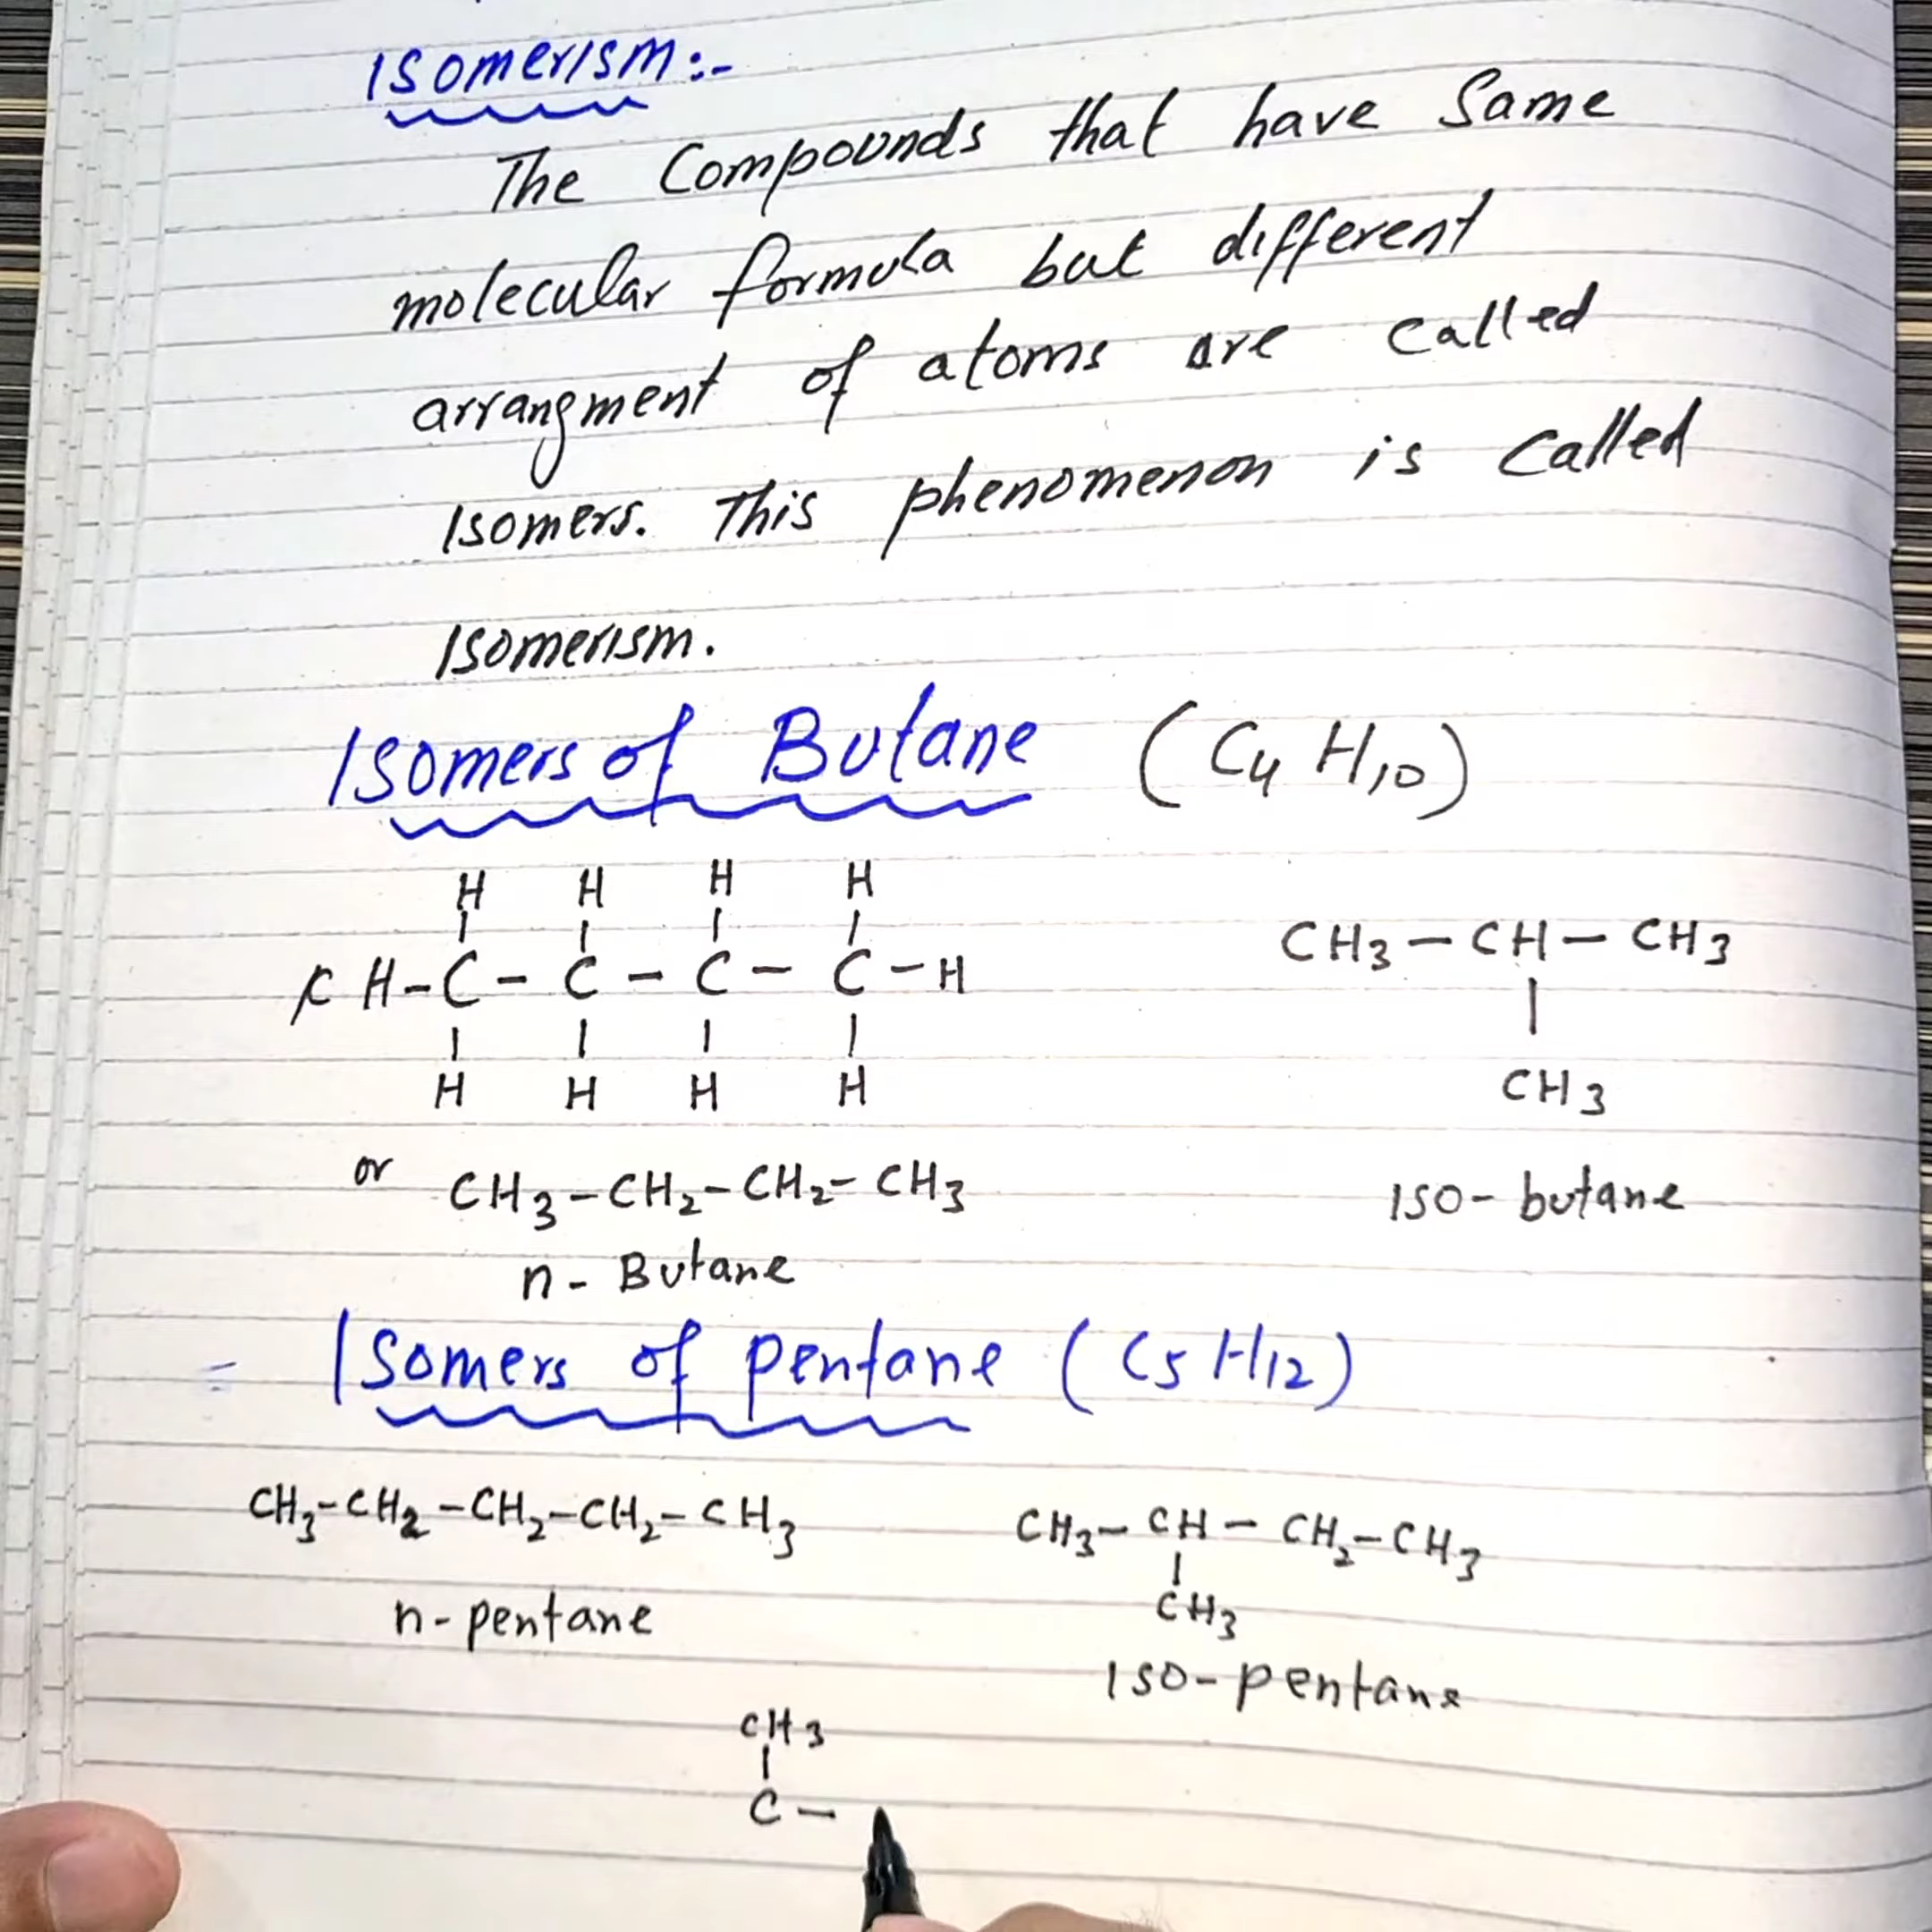 Isomerism:-
The Compounds that have Same
molecular formula but different
arrangment of atoms are called
Isomers. This phenomenon is called
Isomerism.
Isomers of Butane (C4 H10)
H H H H
| | | |
H-C - C - C - C -H
| | | |
H H H H
CH3 - CH - CH3
|
CH3
or CH3-CH2-CH2-CH3
iso-butane
n- Butane
= Isomers of pentane (C5 H12)
CH3-CH2-CH2-CH2-CH3
n-pentane
CH3- CH - CH2-CH3
|
CH3
Iso-pentane
CH3
|
C -